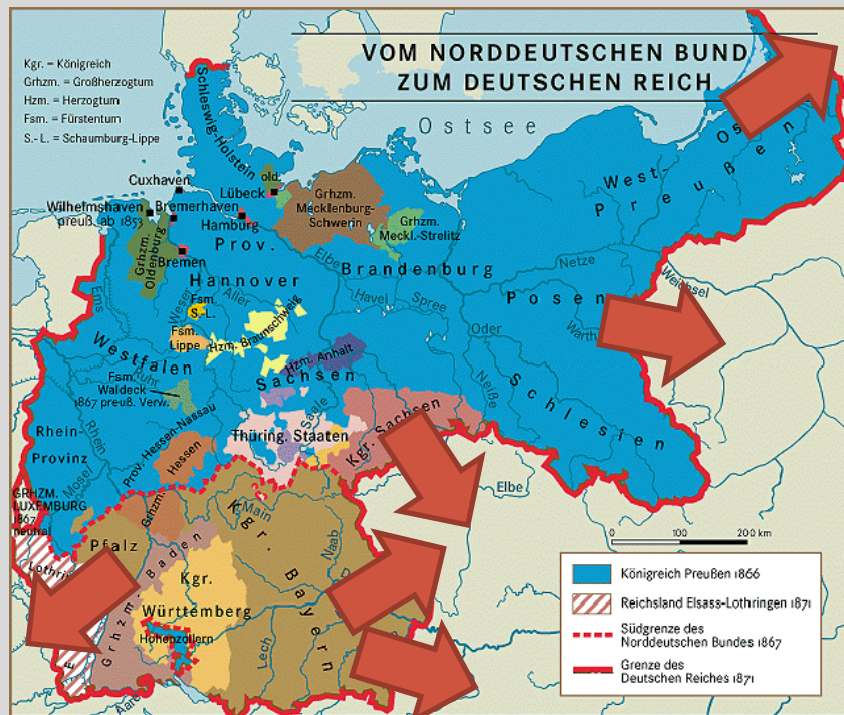 VOM NORDDEUTSCHEN BUND
ZUM DEUTSCHEN REICH
Kgr. = Königreich
Grhzm. = Großherzogtum
Hzm. = Herzogtum
Fsm. = Fürstentum
S.-L. = Schaumburg-Lippe
Ostsee
Schleswig-Holstein
Cuxhaven
old.
Lübeck
Wilhelmshaven
preuß. ab 1853
Bremerhaven
Hamburg
Bremen
Grhzm.
Oldenburg
Grhzm.
Mecklenburg-
Schwerin
Grhzm.
Meckl.-Strelitz
West-
Os
Preußen
Prov.
Hannover
Elbe
Brandenburg
Netze
Weichsel
Ems
Weser
Aller
Havel
Spree
Posen
Warth
Oder
Fsm.
S.-L.
Fsm.
Lippe
Hzm. Braunschweig
Hzm. Anhalt
Westfalen
Ruhr
Sachsen
Saale
Neiße
Schlesien
Fsm.
Waldeck
1867 preuß. Verw.
Rhein-
Provinz
Rhein
Mosel
Prov. Hessen-Nassau
Hessen
Grhzm.
Thüring. Staaten
Kgr. Sachsen
Elbe
GRHZM.
LUXEMBURG
1867
neutral
Lothri
Pfalz
Main
Naab
Kgr. Bayern
Grhzm. Baden
Kgr.
Württemberg
Hohenzollern
Lech
E
Aare
0 100 200 km
Königreich Preußen 1866
Reichsland Elsass-Lothringen 1871
Südgrenze des
Norddeutschen Bundes 1867
Grenze des
Deutschen Reiches 1871